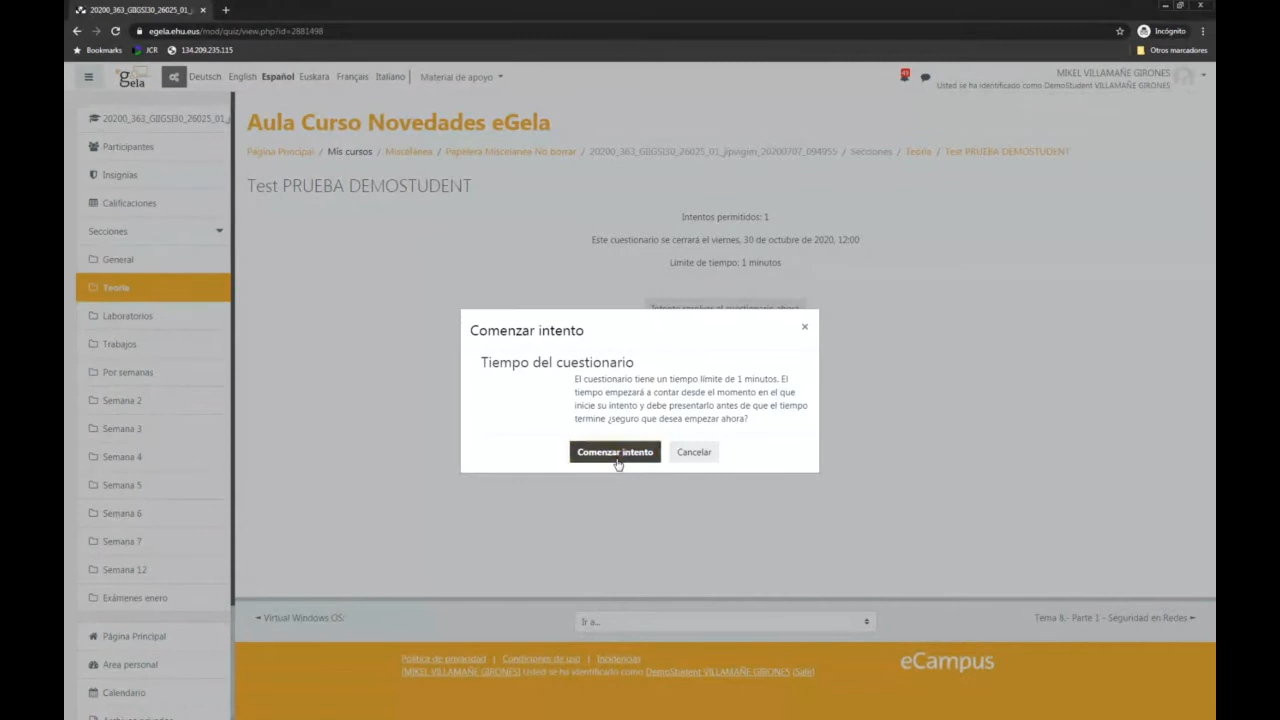 20200_363_GIIGSI30_26025_01_j
egela.ehu.eus/mod/quiz/view.php?id=2881498
Incógnito
Bookmarks
JCR
134.209.235.115
Otros marcadores
gela
Deutsch English Español Euskara Français Italiano
Material de apoyo
MIKEL VILLAMAÑE GIRONES
Usted se ha identificado como DemoStudent VILLAMAÑE GIRONES
20200_363_GIIGSI30_26025_01_j
Participantes
Insignias
Calificaciones
Secciones
General
Teoría
Laboratorios
Trabajos
Por semanas
Semana 2
Semana 3
Semana 4
Semana 5
Semana 6
Semana 7
Semana 12
Exámenes enero
Página Principal
Area personal
Calendario
Aula Curso Novedades eGela
Página Principal / Mis cursos / Miscelánea / Papelera Miscelanea No borrar / 20200_363_GIIGSI30_26025_01_jipvigim_20200707_094955 / Secciones / Teoría / Test PRUEBA DEMOSTUDENT
Test PRUEBA DEMOSTUDENT
Intentos permitidos: 1
Este cuestionario se cerrará el viernes, 30 de octubre de 2020, 12:00
Límite de tiempo: 1 minutos
Comenzar intento
×
Tiempo del cuestionario
El cuestionario tiene un tiempo límite de 1 minutos. El
tiempo empezará a contar desde el momento en el que
inicie su intento y debe presentarlo antes de que el tiempo
termine ¿seguro que desea empezar ahora?
Comenzar intento
Cancelar
◄ Virtual Windows OS:
Ir a...
Tema 8.- Parte 1 - Seguridad en Redes ►
Política de privacidad | Condiciones de uso | Incidencias
[MIKEL VILLAMAÑE GIRONES] Usted se ha identificado como DemoStudent VILLAMAÑE GIRONES (Salir)
eCampus